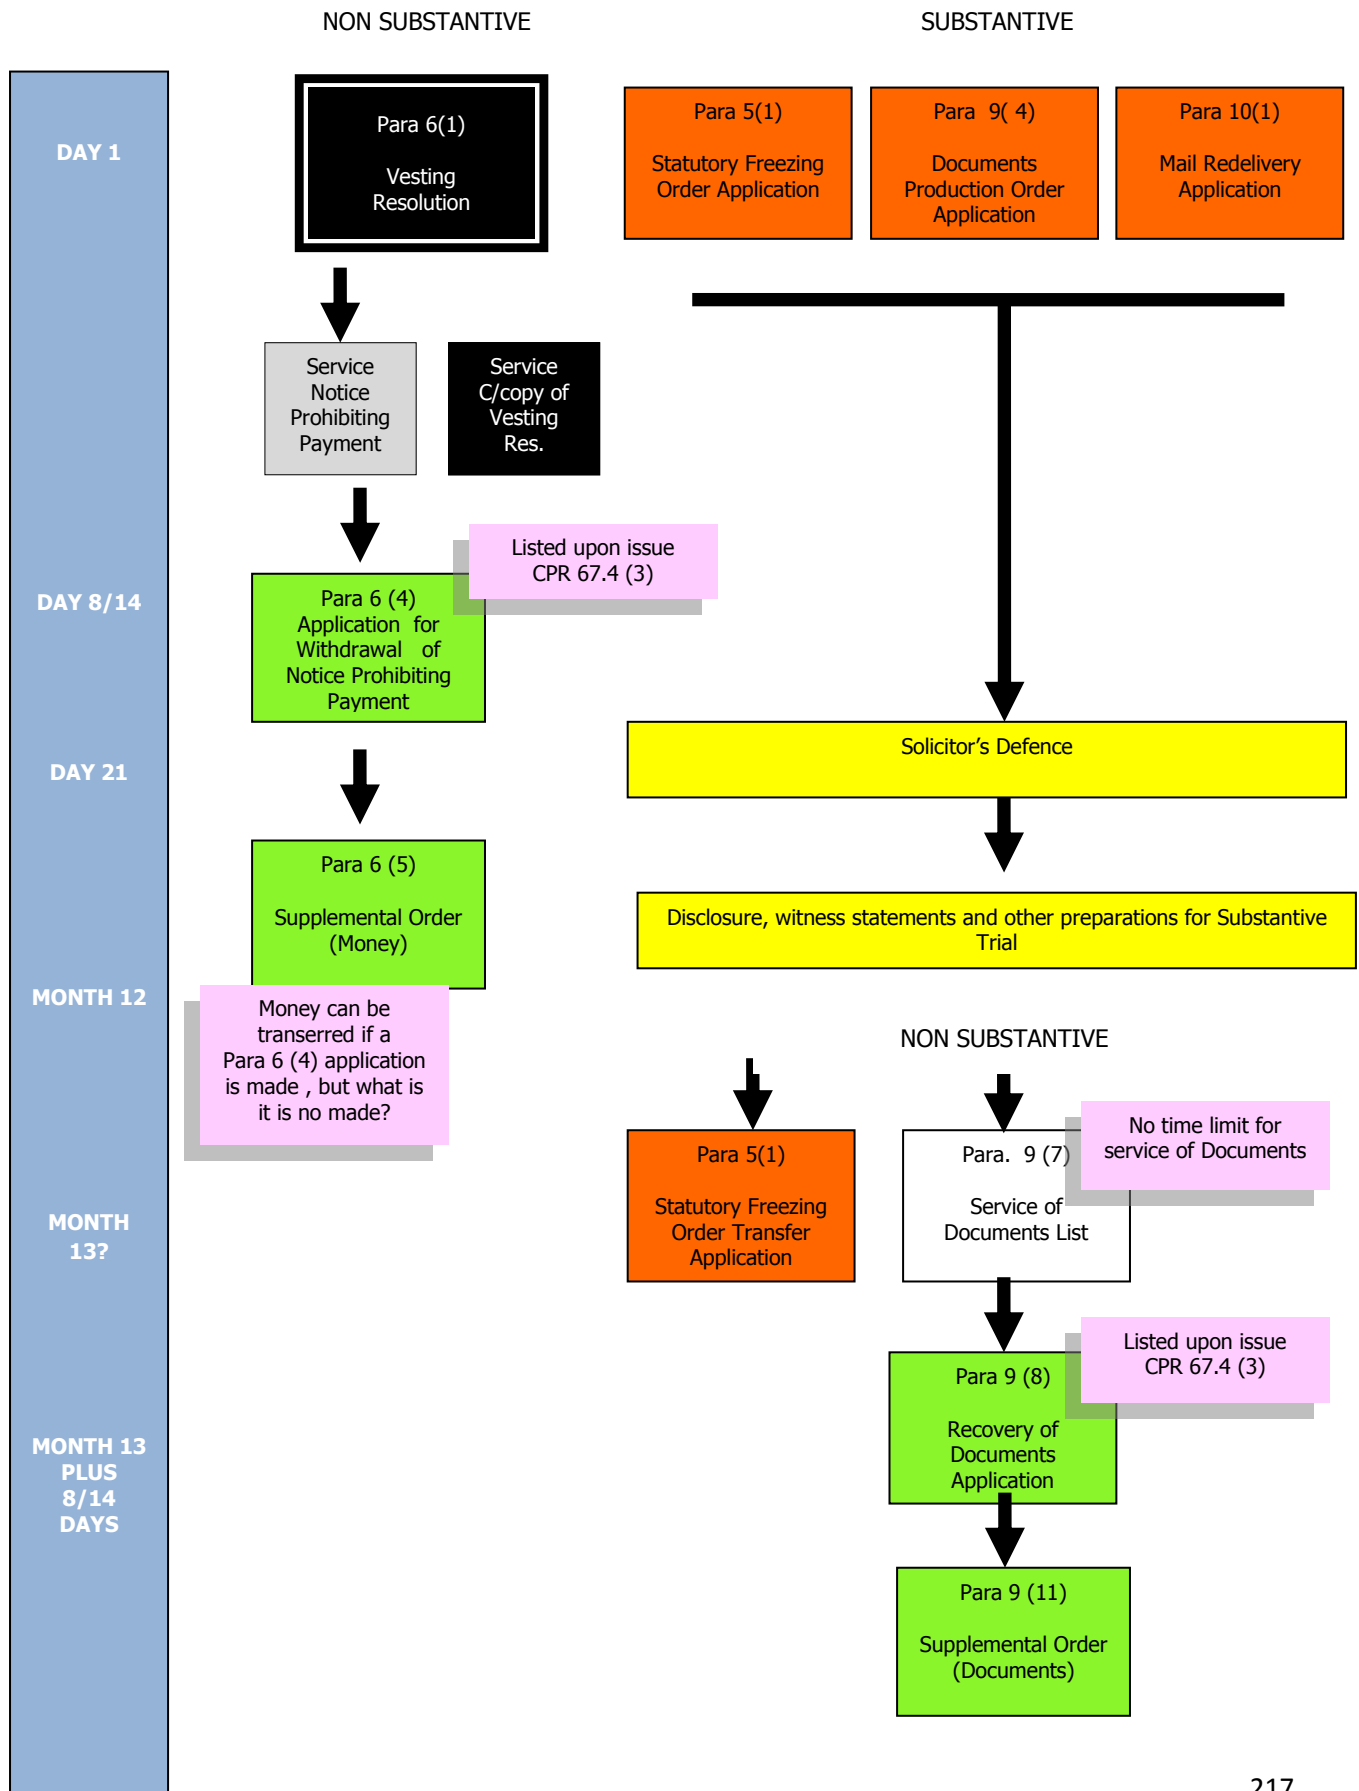 NON SUBSTANTIVE
SUBSTANTIVE
DAY 1
Para 6(1)
Vesting
Resolution
Para 5(1)
Statutory Freezing
Order Application
Para 9( 4)
Documents
Production Order
Application
Para 10(1)
Mail Redelivery
Application
Service
Notice
Prohibiting
Payment
Service
C/copy of
Vesting
Res.
Listed upon issue
CPR 67.4 (3)
DAY 8/14
Para 6 (4)
Application for
Withdrawal of
Notice Prohibiting
Payment
Solicitor’s Defence
DAY 21
Para 6 (5)
Supplemental Order
(Money)
Disclosure, witness statements and other preparations for Substantive
Trial
MONTH 12
Money can be
transerred if a
Para 6 (4) application
is made , but what is
it is no made?
NON SUBSTANTIVE
Para 5(1)
Statutory Freezing
Order Transfer
Application
Para. 9 (7)
Service of
Documents List
No time limit for
service of Documents
MONTH
13?
Para 9 (8)
Recovery of
Documents
Application
Listed upon issue
CPR 67.4 (3)
MONTH 13
PLUS
8/14
DAYS
Para 9 (11)
Supplemental Order
(Documents)
217